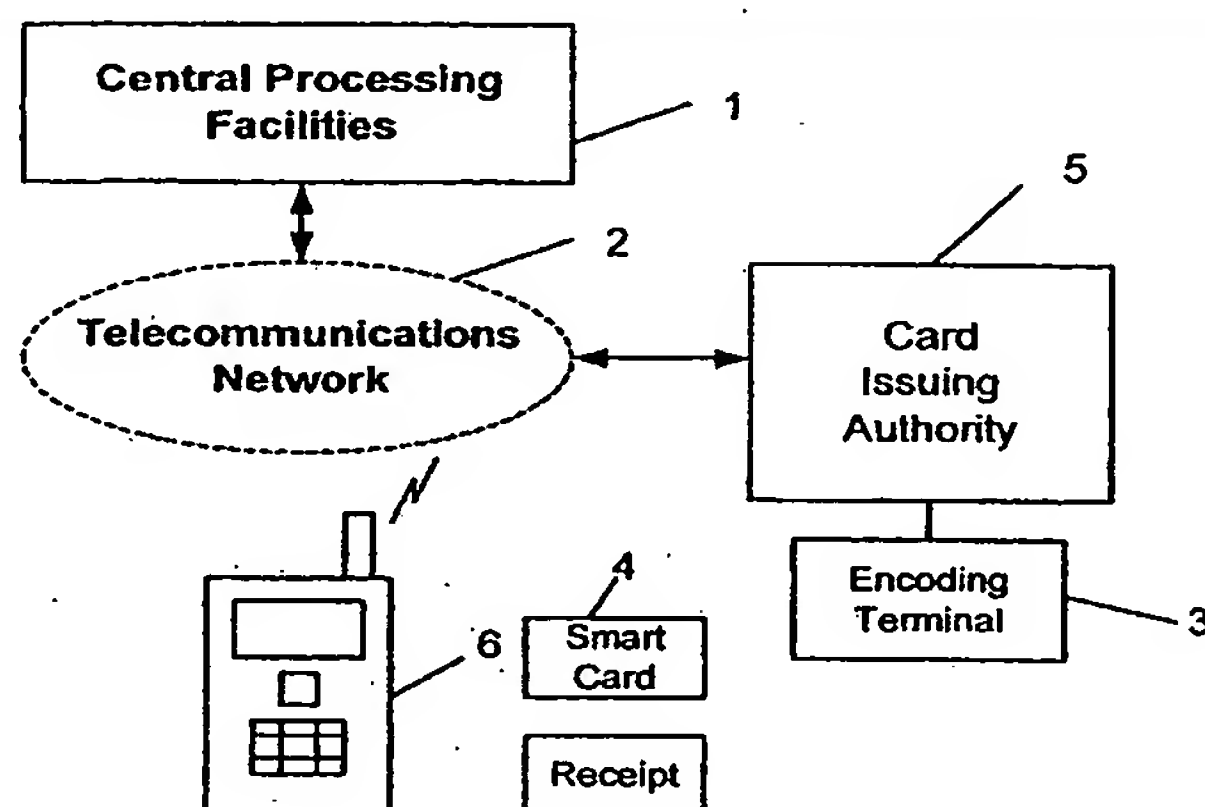 Central Processing
Facilities
1
5
2
Telecommunications
Network
Card
Issuing
Authority
4
Encoding
Terminal
3
Smart
Card
6
Receipt